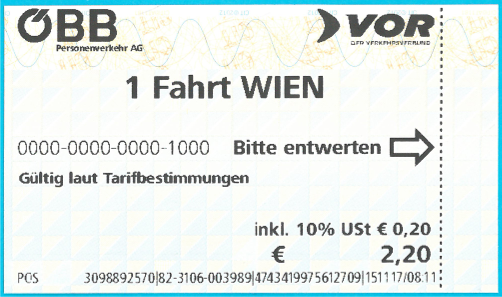 ÖBB
Personenverkehr AG
VOR
DER VERKEHRSVERBUND
1 Fahrt WIEN
0000-0000-0000-1000 Bitte entwerten
Gültig laut Tarifbestimmungen
inkl. 10% USt € 0,20
€ 2,20
PGS 3098892570|82-3106-003989|4743419975612709|151117/08.11